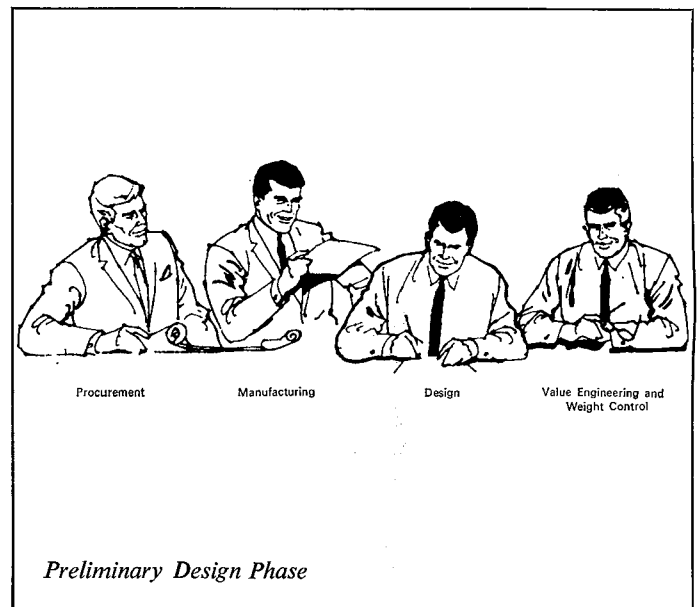 Procurement
Manufacturing
Design
Value Engineering and
Weight Control
Preliminary Design Phase